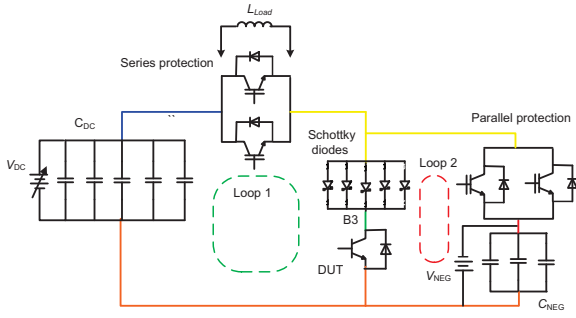 L_Load
Series protection
``
C_DC
Parallel protection
Schottky
diodes
Loop 2
V_DC
Loop 1
B3
DUT
V_NEG
C_NEG